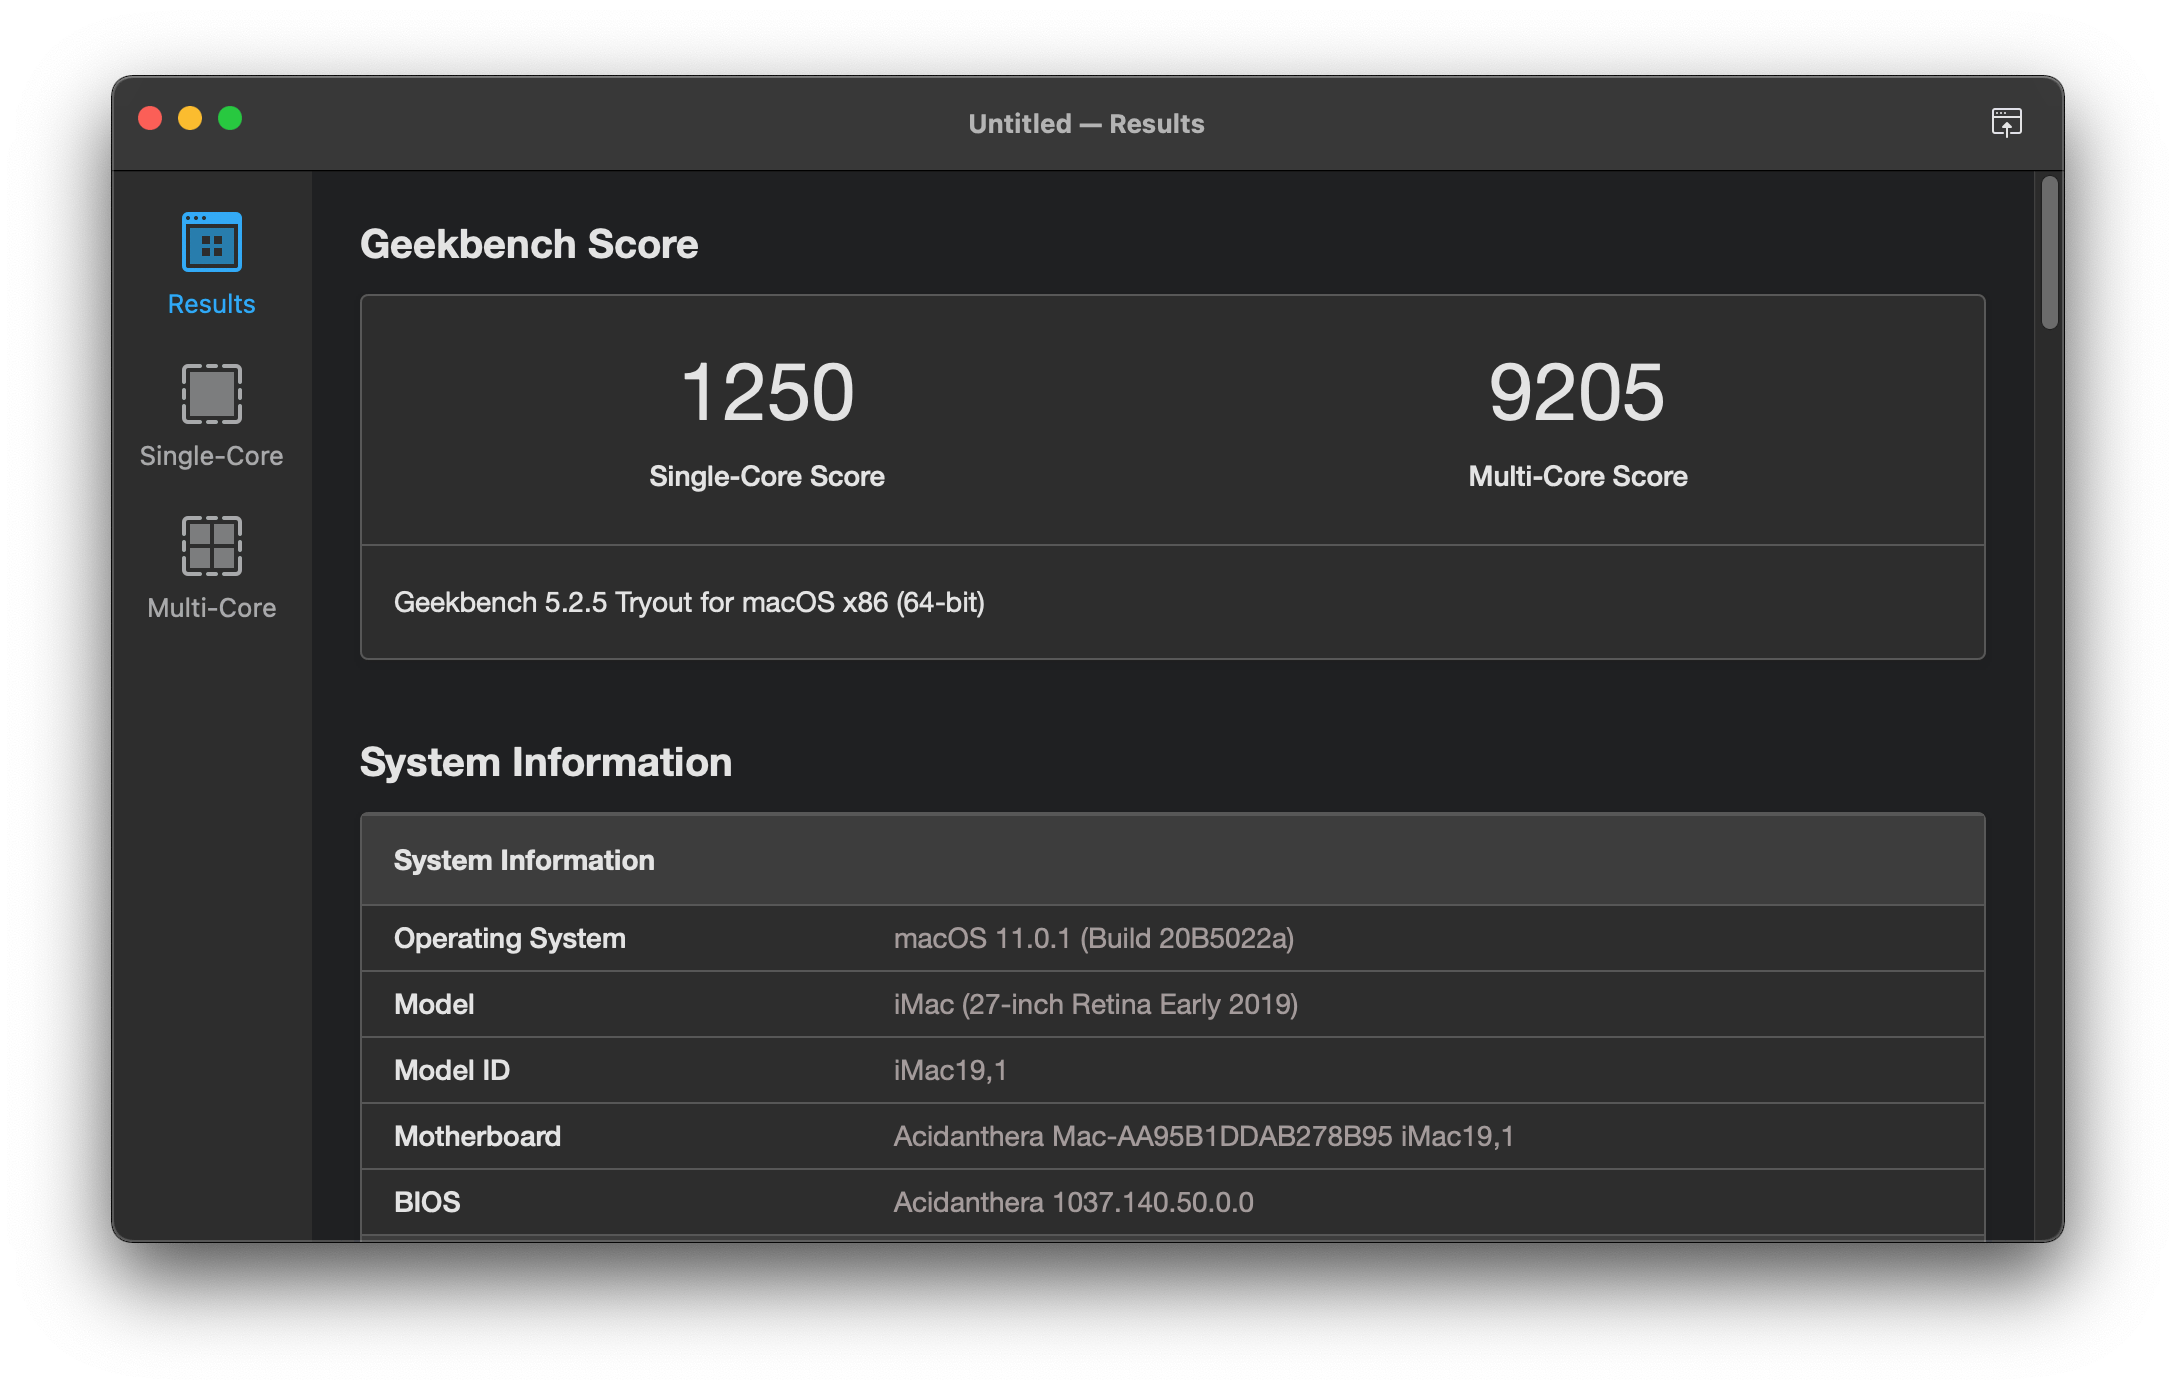 Untitled — Results
Results
Single-Core
Multi-Core
Geekbench Score
1250
Single-Core Score
9205
Multi-Core Score
Geekbench 5.2.5 Tryout for macOS x86 (64-bit)
System Information
System Information
Operating System macOS 11.0.1 (Build 20B5022a)
Model iMac (27-inch Retina Early 2019)
Model ID iMac19,1
Motherboard Acidanthera Mac-AA95B1DDAB278B95 iMac19,1
BIOS Acidanthera 1037.140.50.0.0